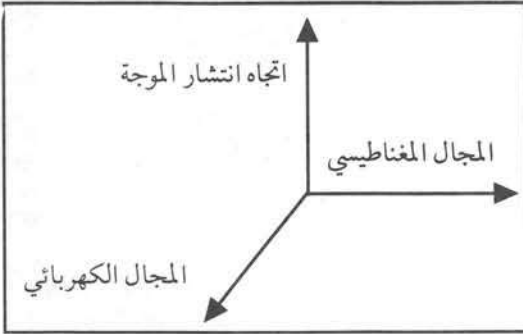 اتجاه انتشار الموجة
المجال المغناطيسي
المجال الكهربائي